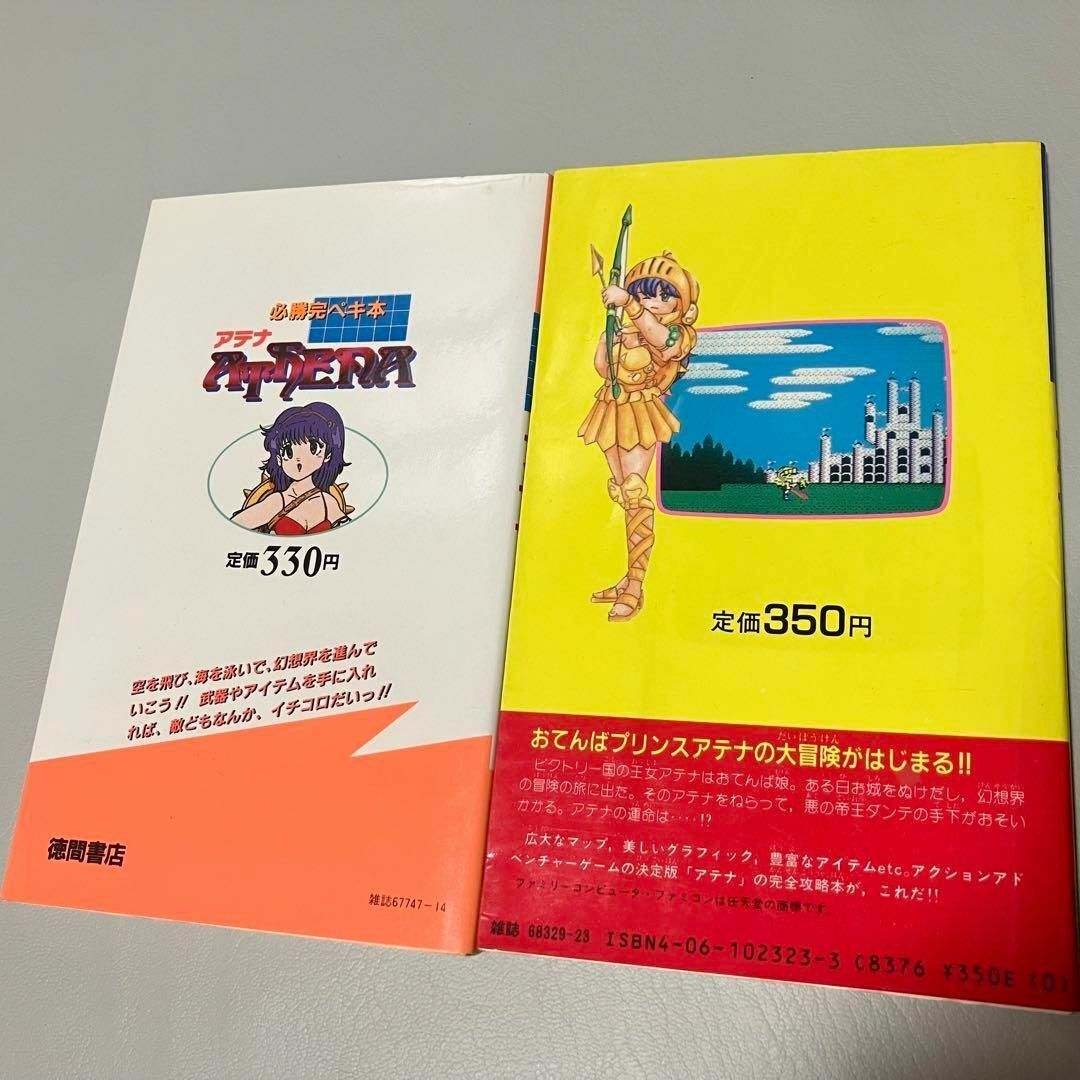 必勝完ペキ本
アテナ
ATHENA
定価330円
空を飛び、海を泳いで、幻想界を進んで
いこう!! 武器やアイテムを手に入れ
れば、敵どもなんか、イチコロだいっ!!
徳間書店
雑誌67747-14
定価350円
おてんばプリンスアテナの大冒険がはじまる!!
ビクトリー国の王女アテナはおてんば娘。ある日お城をぬけだし,幻想界
の冒険の旅に出た。そのアテナをねらって,悪の帝王ダンテの手下がおそい
かかる。アテナの運命は‥‥!?
広大なマップ,美しいグラフィック,豊富なアイテムetc。アクションアド
ベンチャーゲームの決定版「アテナ」の完全攻略本が,これだ!!
ファミリーコンピュータ・ファミコンは任天堂の商標です。
雑誌 68329-23 ISBN4-06-102323-3 C8376 ¥350E (0)